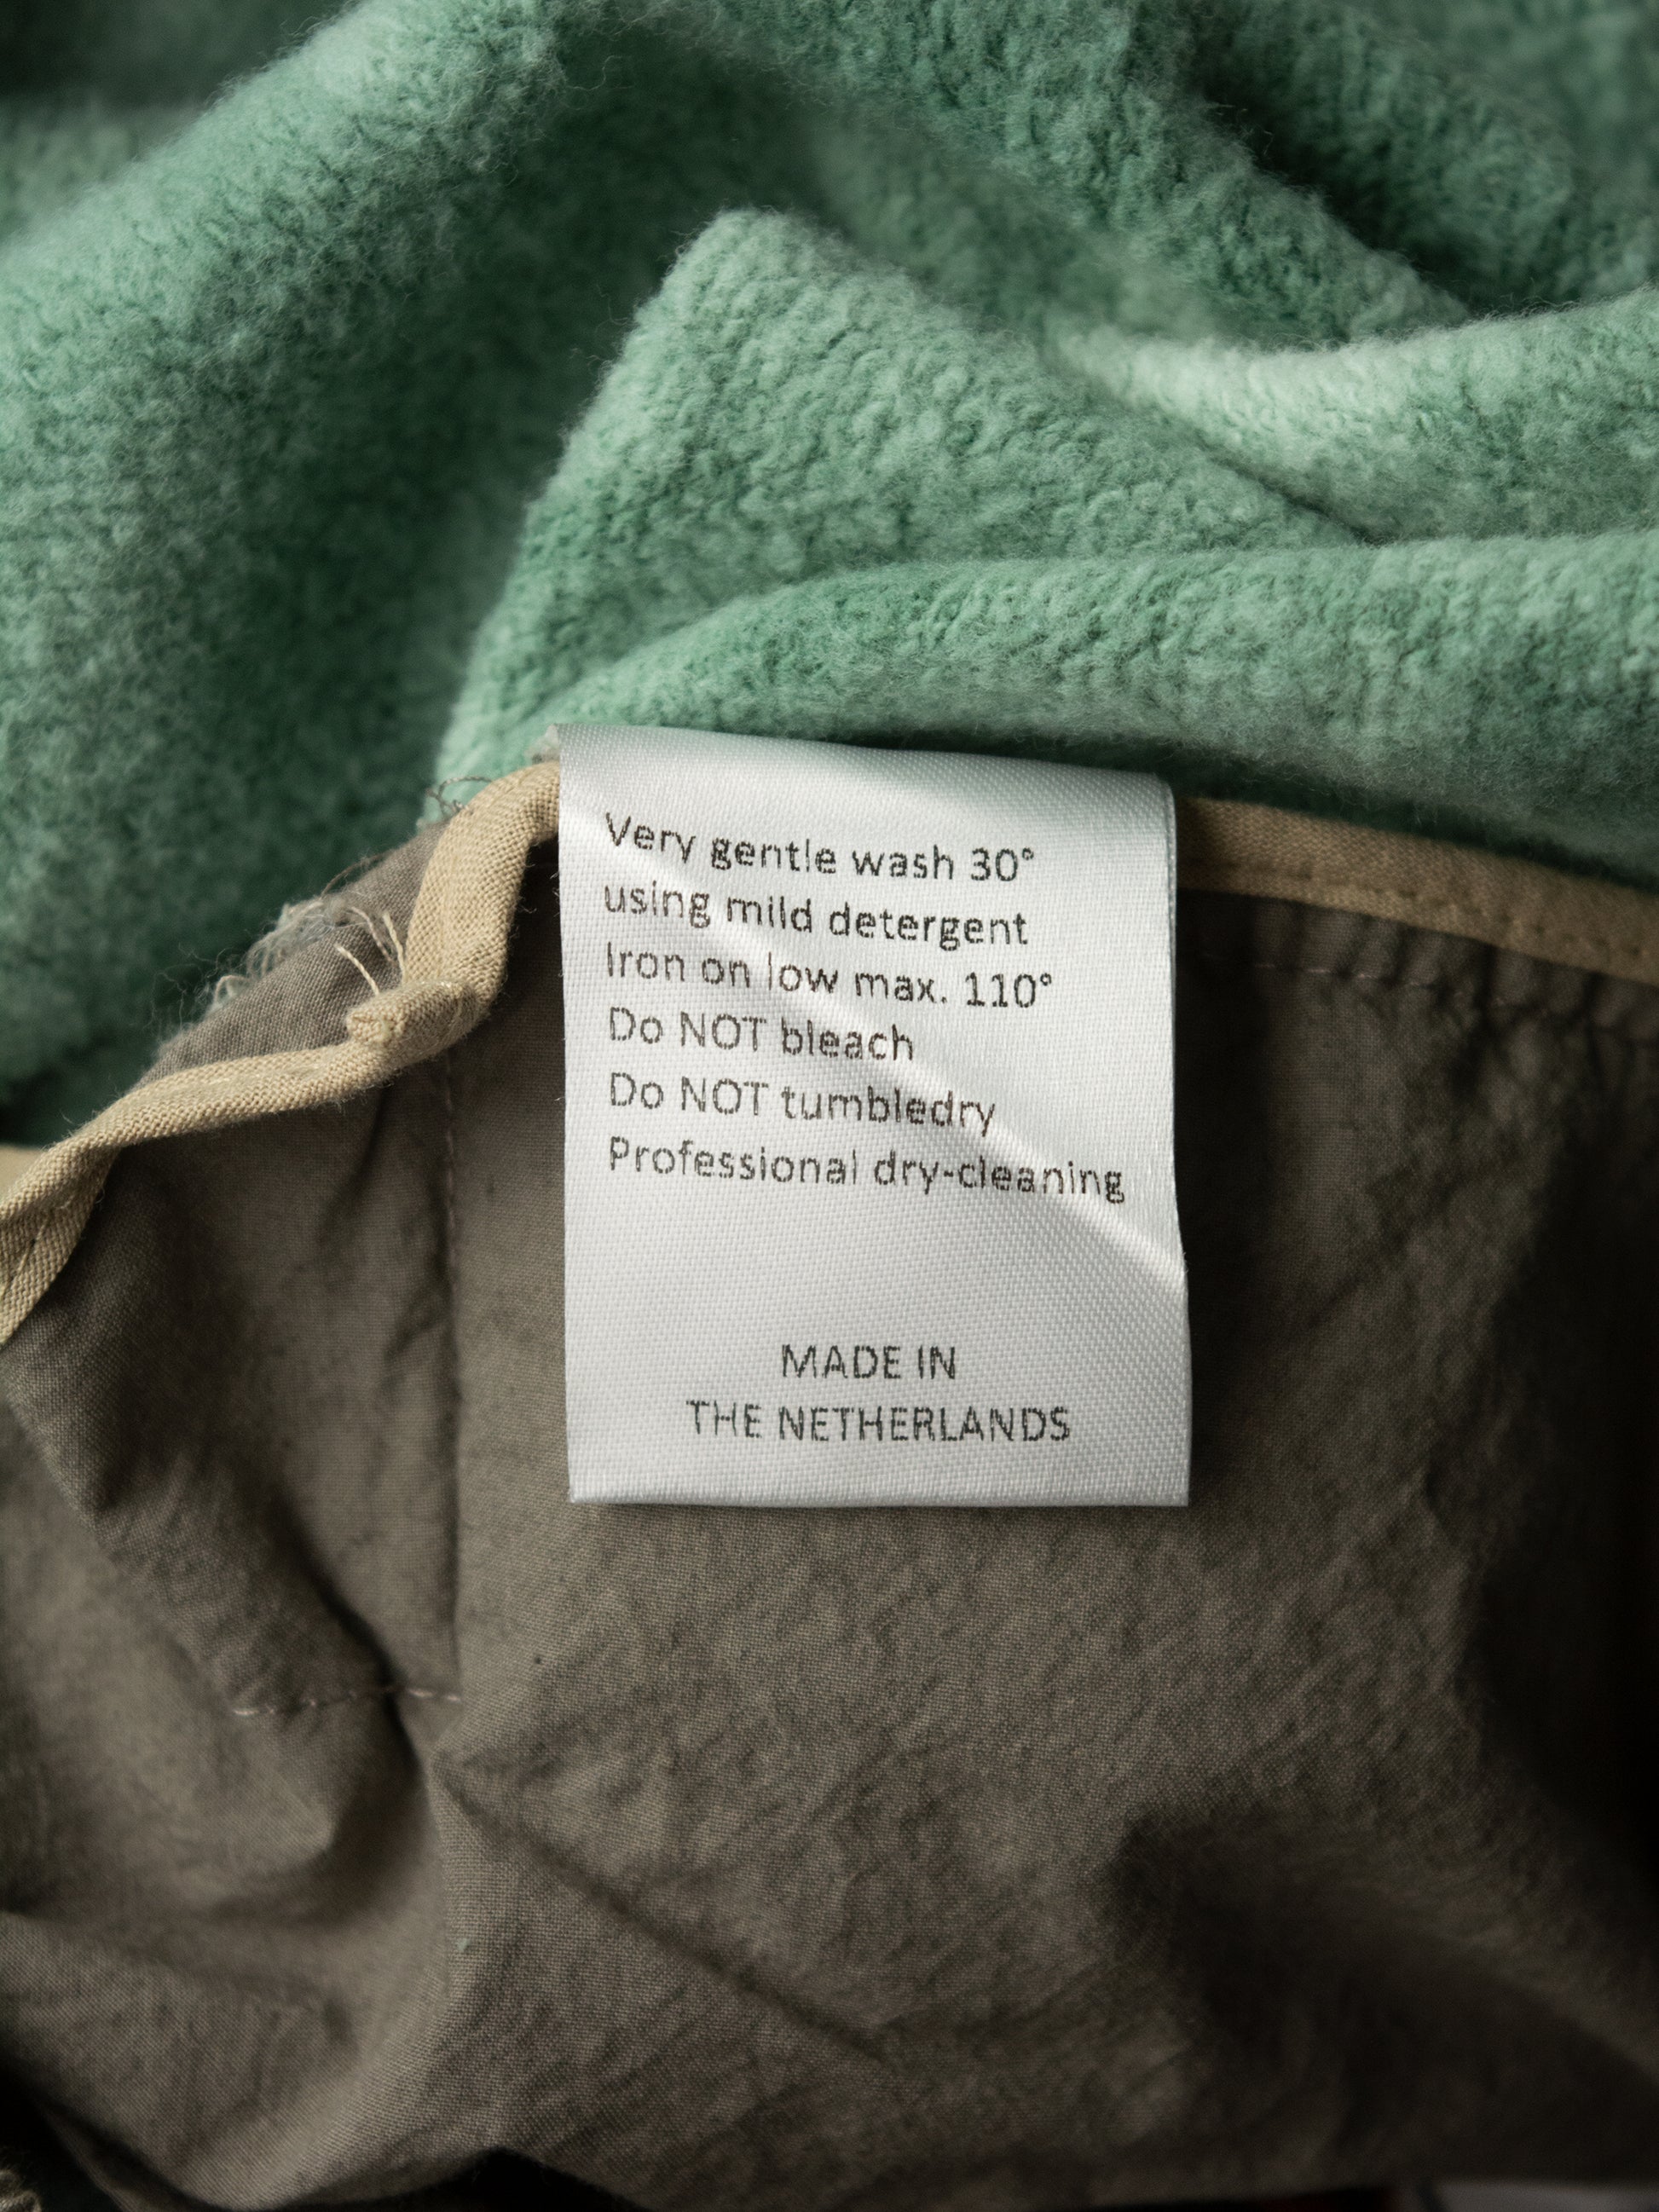 Very gentle wash 30°
using mild detergent
Iron on low max. 110°
Do NOT bleach
Do NOT tumbledry
Professional dry-cleaning
MADE IN
THE NETHERLANDS